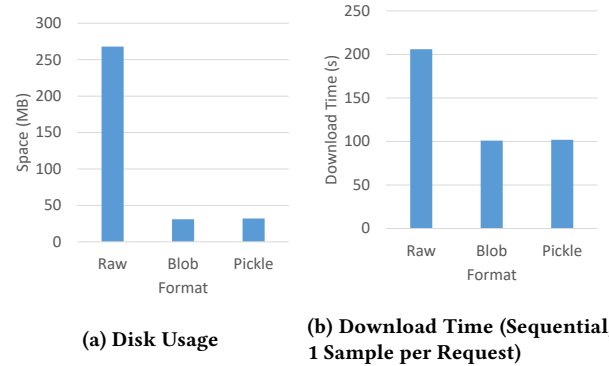 300
250
200
150
100
50
0
Space (MB)
Raw Blob Pickle
Format
(a) Disk Usage
250
200
150
100
50
0
Download Time (s)
Raw Blob Pickle
Format
(b) Download Time (Sequential,
1 Sample per Request)